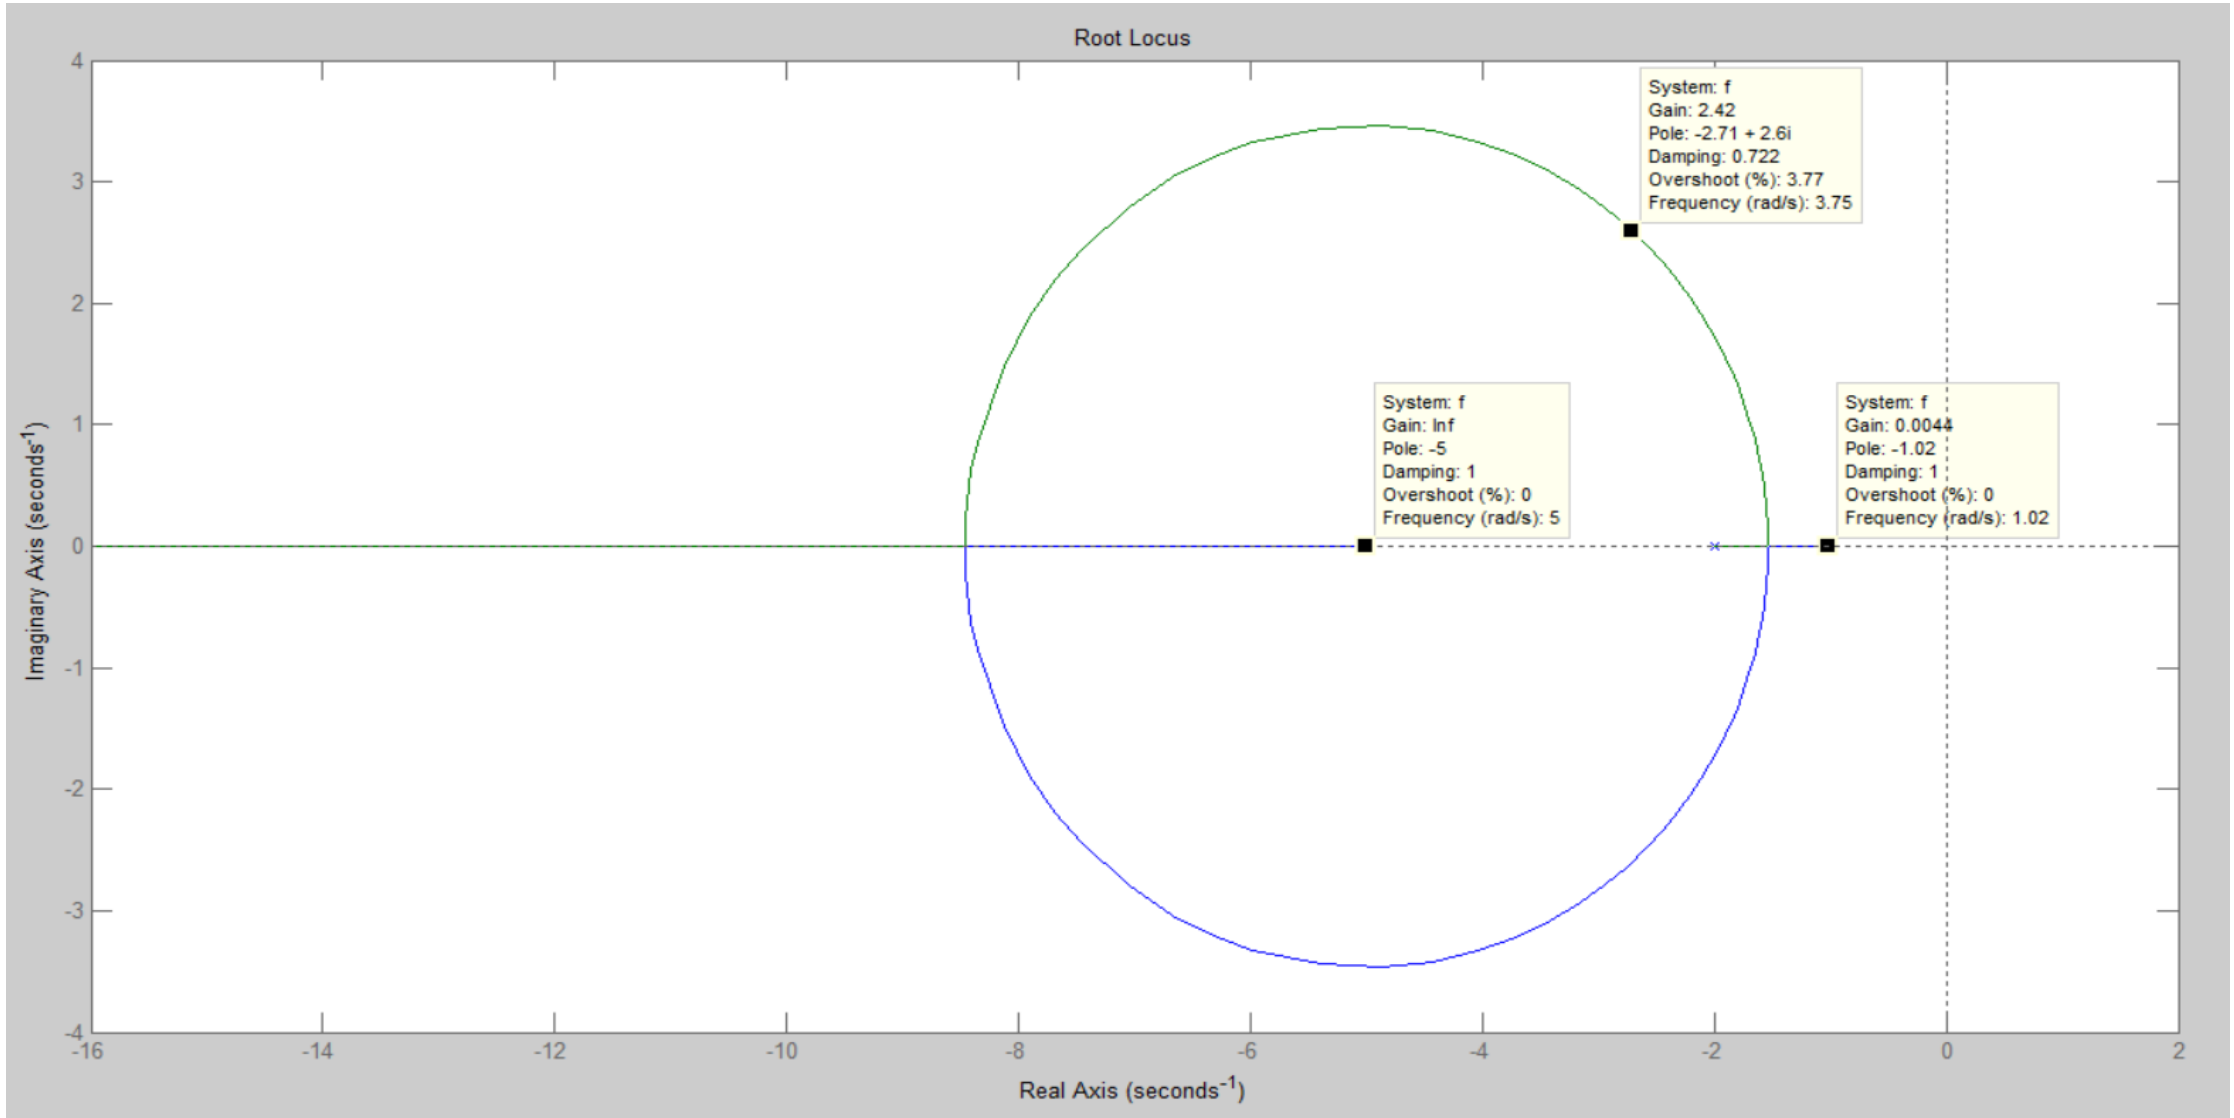 Root Locus
System: f
Gain: 2.42
Pole: -2.71 + 2.6i
Damping: 0.722
Overshoot (%): 3.77
Frequency (rad/s): 3.75
System: f
Gain: Inf
Pole: -5
Damping: 1
Overshoot (%): 0
Frequency (rad/s): 5
System: f
Gain: 0.0044
Pole: -1.02
Damping: 1
Overshoot (%): 0
Frequency (rad/s): 1.02
Imaginary Axis (seconds⁻¹)
4
3
2
1
0
-1
-2
-3
-4
-16 -14 -12 -10 -8 -6 -4 -2 0 2
Real Axis (seconds⁻¹)